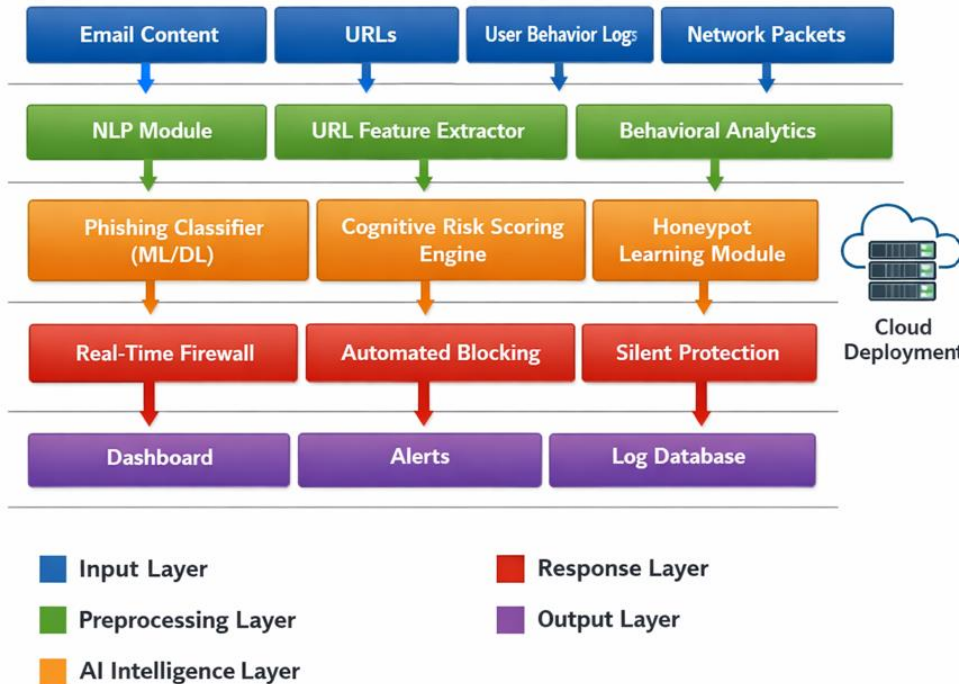 Email Content
URLs
User Behavior Logs
Network Packets
NLP Module
URL Feature Extractor
Behavioral Analytics
Phishing Classifier
(ML/DL)
Cognitive Risk Scoring
Engine
Honeypot
Learning Module
Cloud
Deployment
Real-Time Firewall
Automated Blocking
Silent Protection
Dashboard
Alerts
Log Database
Input Layer
Preprocessing Layer
AI Intelligence Layer
Response Layer
Output Layer